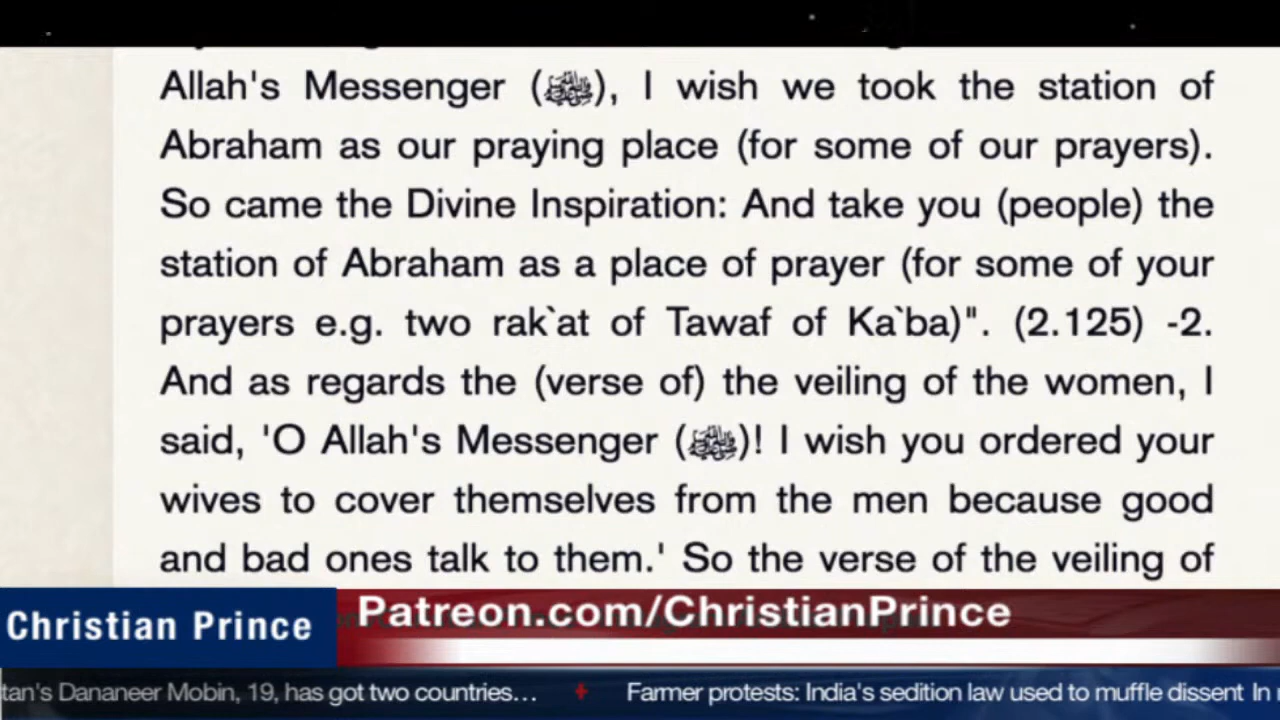 Allah's Messenger (ﷺ), I wish we took the station of
Abraham as our praying place (for some of our prayers).
So came the Divine Inspiration: And take you (people) the
station of Abraham as a place of prayer (for some of your
prayers e.g. two rak`at of Tawaf of Ka`ba)". (2.125) -2.
And as regards the (verse of) the veiling of the women, I
said, 'O Allah's Messenger (ﷺ)! I wish you ordered your
wives to cover themselves from the men because good
and bad ones talk to them.' So the verse of the veiling of
Christian Prince
Patreon.com/ChristianPrince
tan's Dananeer Mobin, 19, has got two countries… Farmer protests: India's sedition law used to muffle dissent In